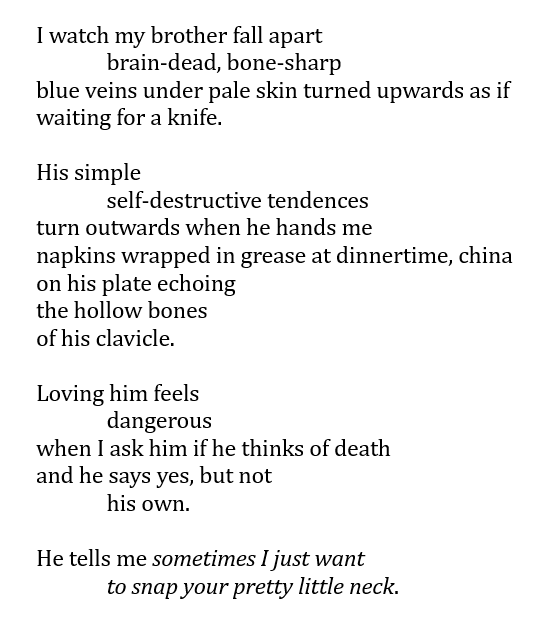 I watch my brother fall apart
brain-dead, bone-sharp
blue veins under pale skin turned upwards as if
waiting for a knife.
His simple
self-destructive tendences
turn outwards when he hands me
napkins wrapped in grease at dinnertime, china
on his plate echoing
the hollow bones
of his clavicle.
Loving him feels
dangerous
when I ask him if he thinks of death
and he says yes, but not
his own.
He tells me sometimes I just want
to snap your pretty little neck.